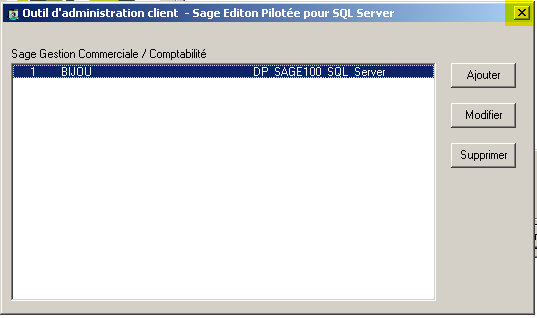 Outil d'administration client - Sage Editon Pilotée pour SQL Server
Sage Gestion Commerciale / Comptabilité
1 BIJOU DP_SAGE100_SQL_Server
Ajouter
Modifier
Supprimer